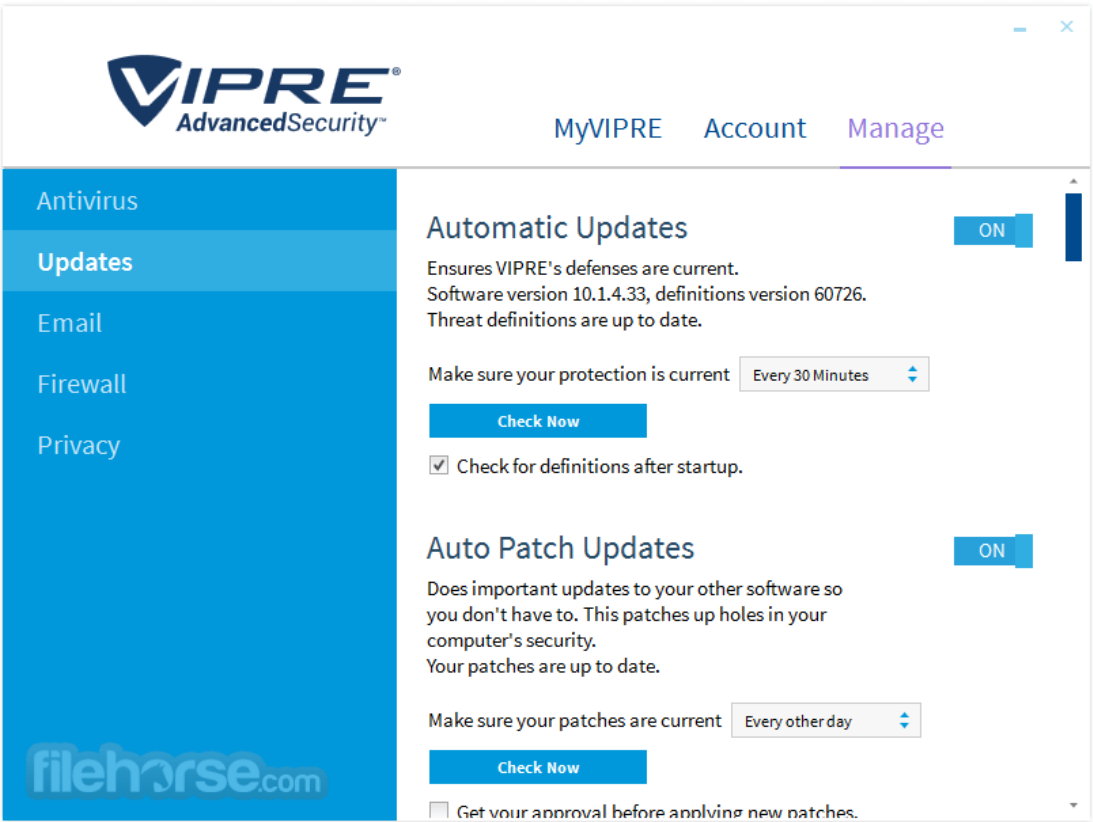 VIPRE®
AdvancedSecurity™
MyVIPRE Account Manage
Antivirus
Updates
Email
Firewall
Privacy
Automatic Updates ON
Ensures VIPRE's defenses are current.
Software version 10.1.4.33, definitions version 60726.
Threat definitions are up to date.
Make sure your protection is current Every 30 Minutes
Check Now
Check for definitions after startup.
Auto Patch Updates ON
Does important updates to your other software so
you don't have to. This patches up holes in your
computer's security.
Your patches are up to date.
Make sure your patches are current Every other day
Check Now
Get your approval before applying new patches.
filehorse.com